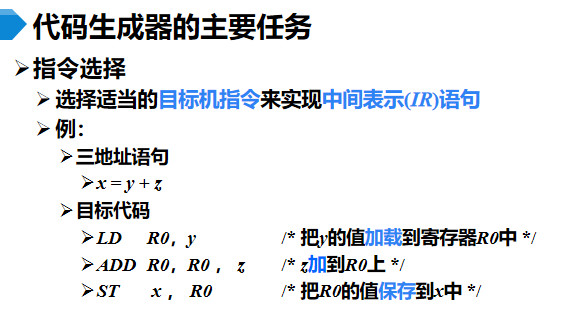 代码生成器的主要任务
➢指令选择
➢选择适当的目标机指令来实现中间表示(IR)语句
➢例：
➢三地址语句
➢x = y + z
➢目标代码
➢LD R0，y /* 把y的值加载到寄存器R0中 */
➢ADD R0，R0 ， z /* z加到R0上 */
➢ST x ， R0 /* 把R0的值保存到x中 */